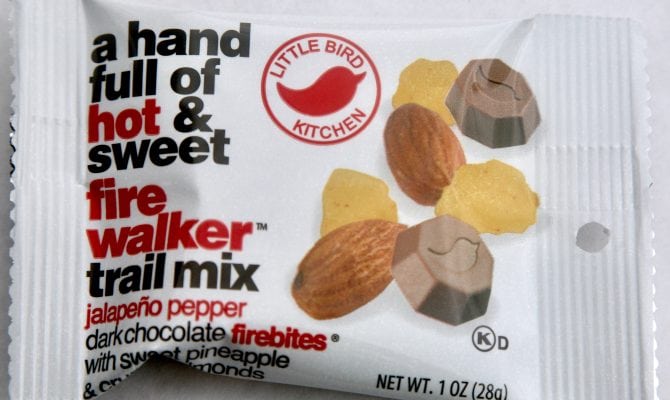 a hand
full of
hot &
sweet
fire
walker™
trail mix
jalapeño pepper
dark chocolate firebites®
with sweet pineapple
& almonds
LITTLE BIRD
KITCHEN
K D
NET WT. 1 OZ (28g)